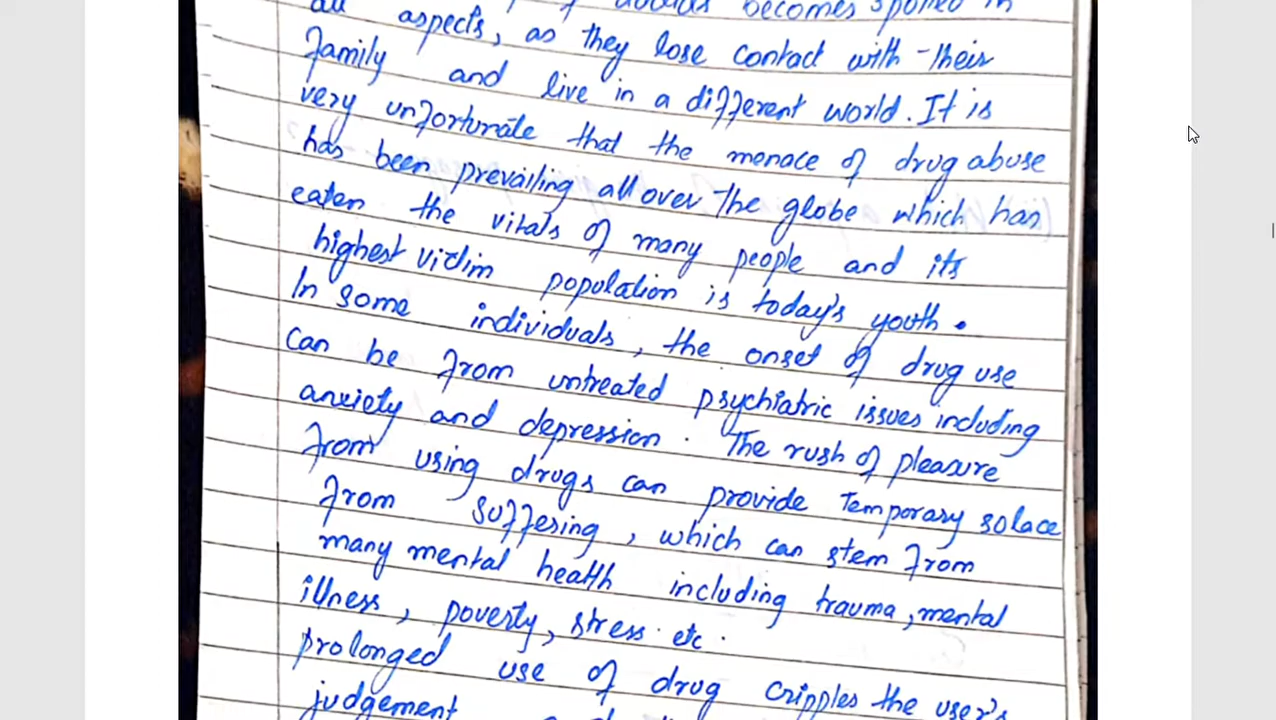 becomes spoiled in
all aspects, as they lose contact with their
family and live in a different world. It is
very unfortunate that the menace of drug abuse
has been prevailing all over the globe which has
eaten the vitals of many people and its
highest victim population is today's youth.
In some individuals, the onset of drug use
can be from untreated psychiatric issues including
anxiety and depression. The rush of pleasure
from using drugs can provide temporary solace
from suffering, which can stem from
many mental health including trauma, mental
illness, poverty, stress. etc.
prolonged use of drug cripples the user's
judgement